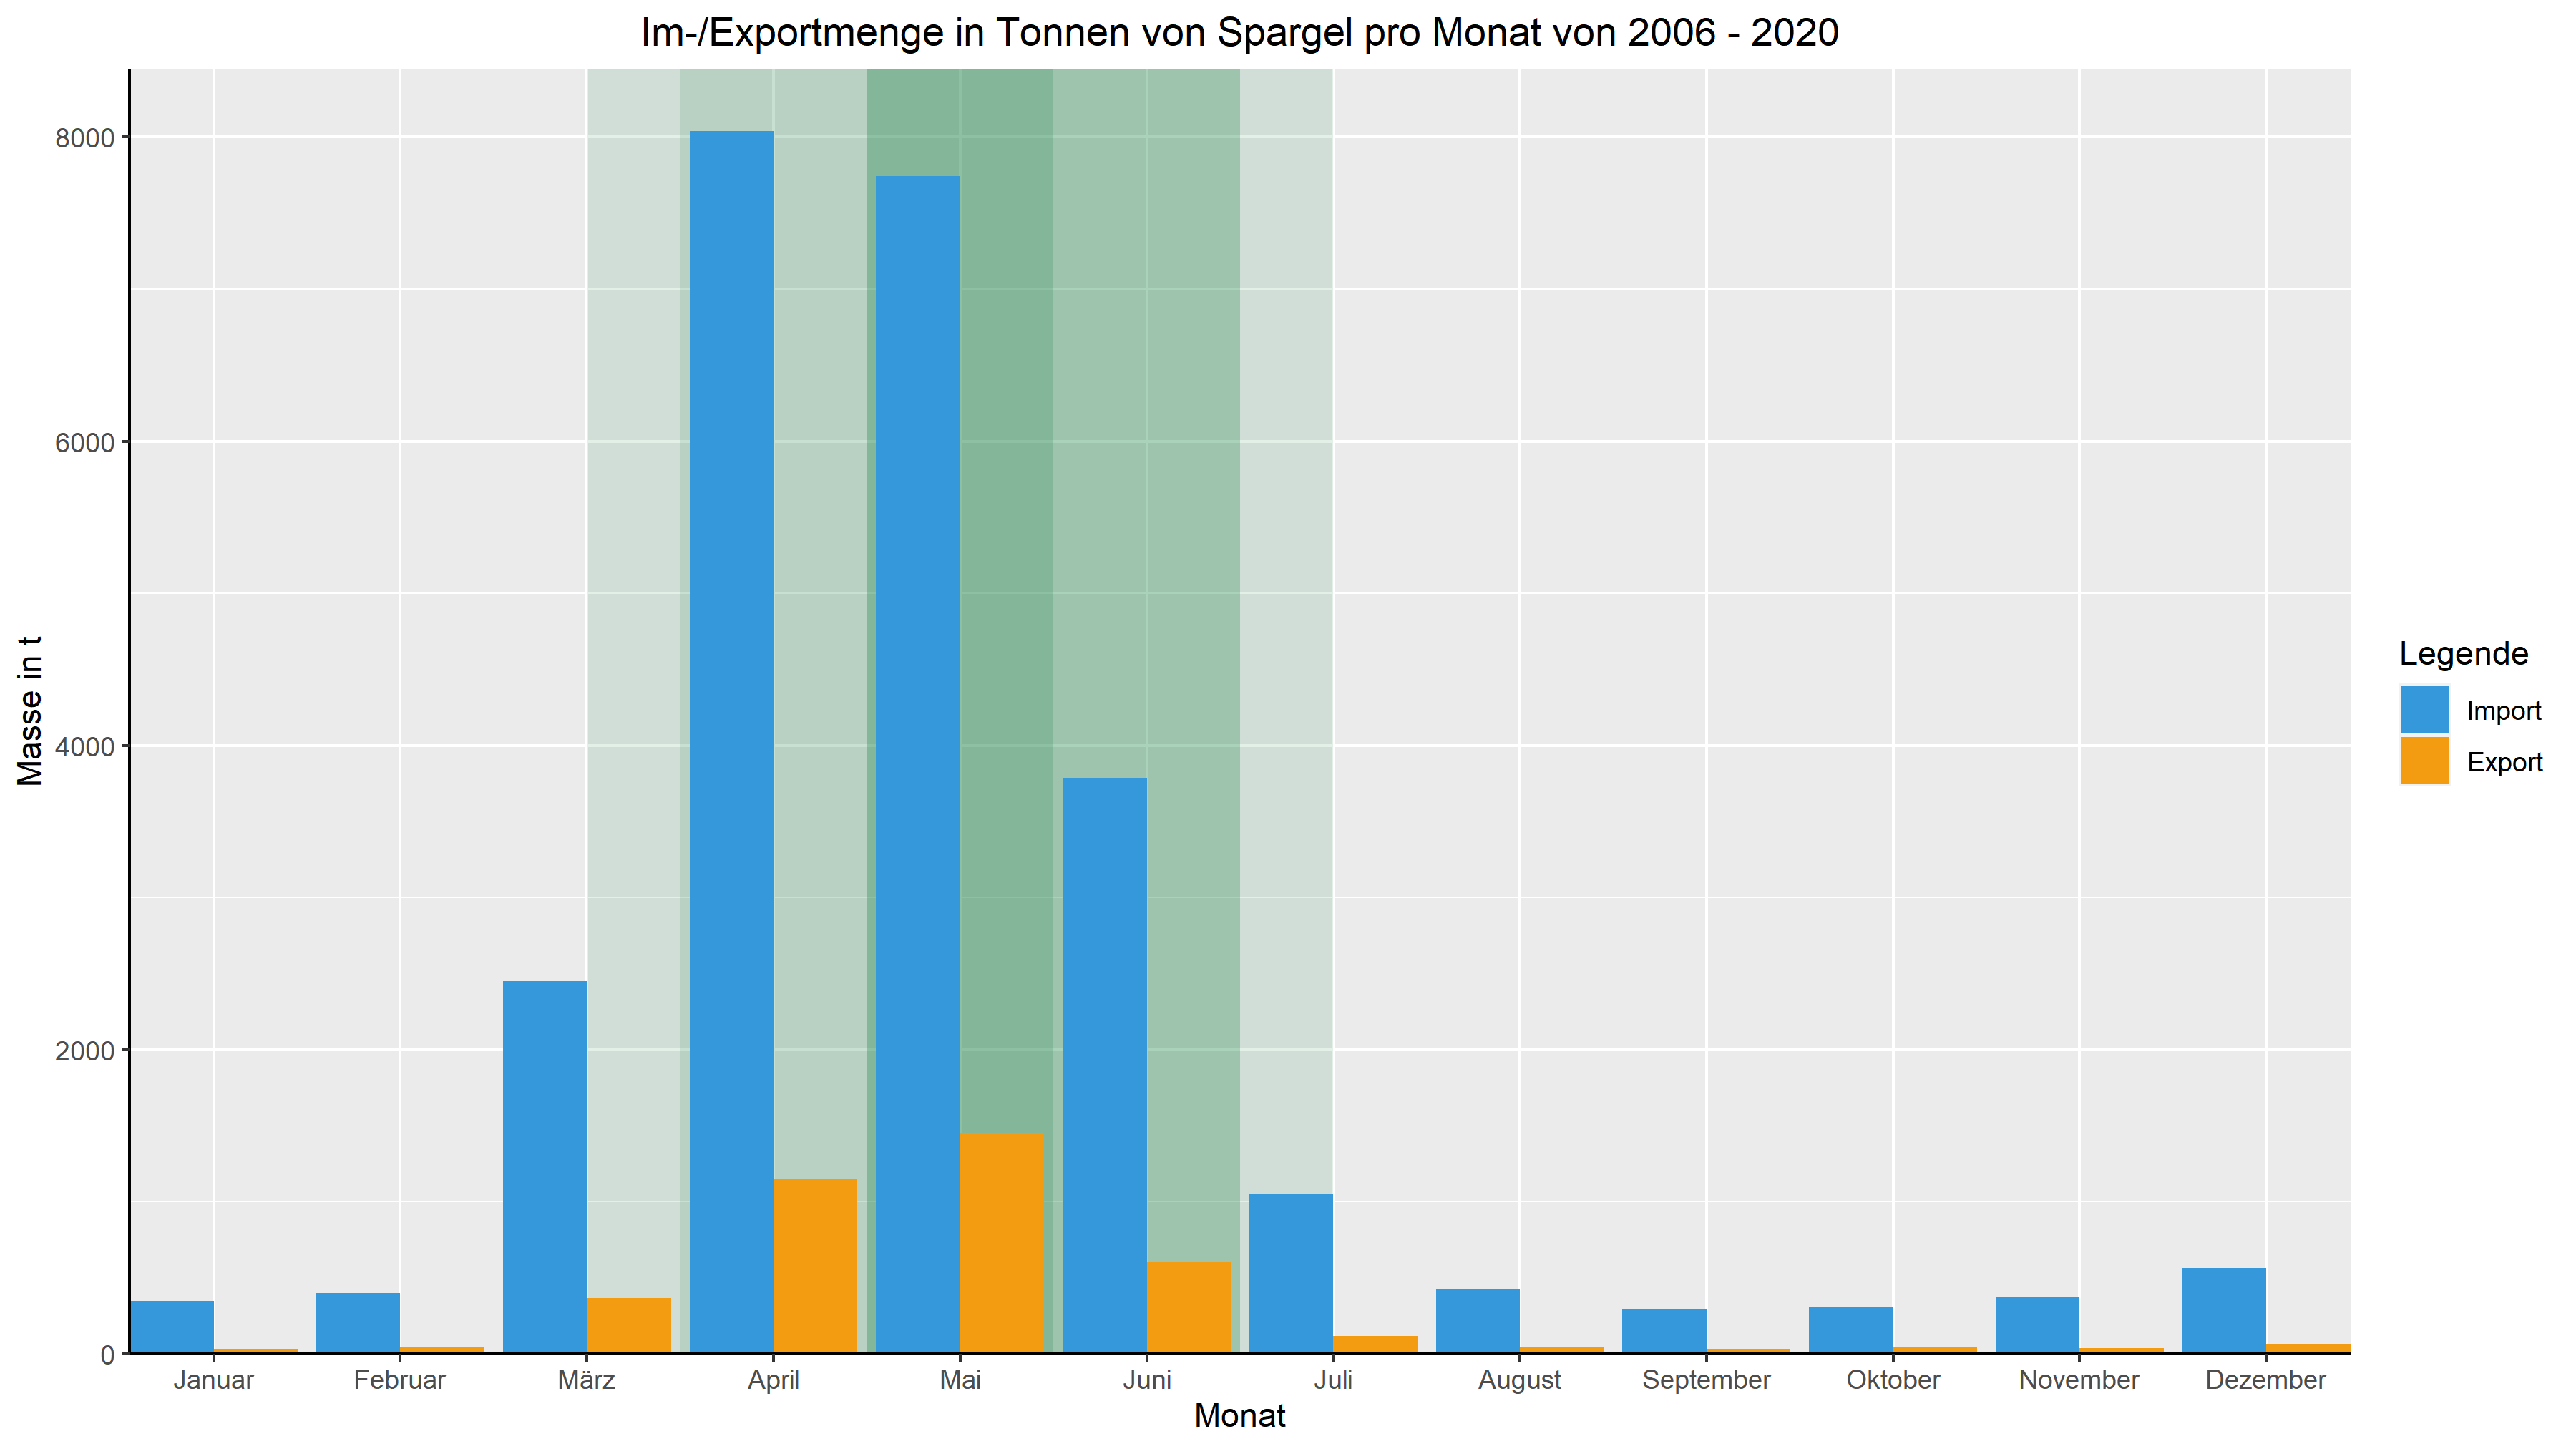 Im-/Exportmenge in Tonnen von Spargel pro Monat von 2006 - 2020
Masse in t
8000
6000
4000
2000
0
Januar Februar März April Mai Juni Juli August September Oktober November Dezember
Monat
Legende
Import
Export